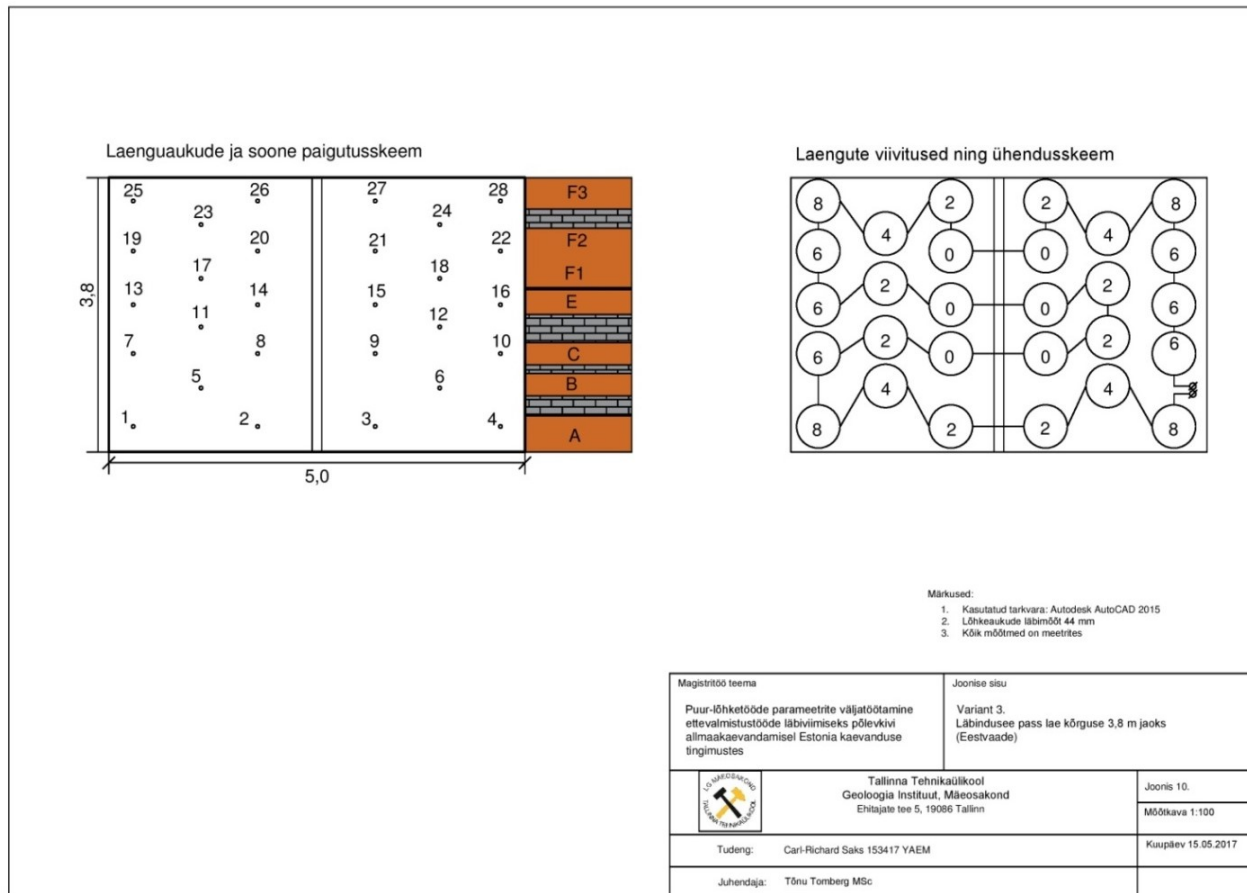 Laenguaukude ja soone paigutusskeem
25 26 27 28
23 24
19 20 21 22
17 18
13 14 15 16
11 12
7 8 9 10
5 6
1 2 3 4
3,8
5,0
F3
F2
F1
E
C
B
A
Laengute viivitused ning ühendusskeem
8 2 2 8
4 4
6 0 0 6
2 2
6 0 0 6
2 2
6 0 0 6
4 4
8 2 2 8
Märkused:
1. Kasutatud tarkvara: Autodesk AutoCAD 2015
2. Lõhkeaukude läbimõõt 44 mm
3. Kõik mõõtmed on meetrites
Magistritöö teema
Puur-lõhketööde parameetrite väljatöötamine
ettevalmistustööde läbiviimiseks põlevkivi
allmaakaevandamisel Estonia kaevanduse
tingimustes
Joonise sisu
Variant 3.
Läbindusee pass lae kõrguse 3,8 m jaoks
(Eestvaade)
LG MÄEOSAKOND
TALLINNA TEHNIKAÜLIKOOL
Tallinna Tehnikaülikool
Geoloogia Instituut, Mäeosakond
Ehitajate tee 5, 19086 Tallinn
Joonis 10.
Mõõtkava 1:100
Tudeng: Carl-Richard Saks 153417 YAEM
Kuupäev 15.05.2017
Juhendaja: Tõnu Tomberg MSc